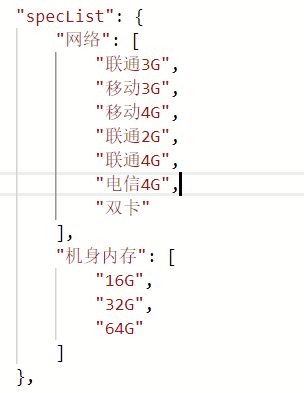 "specList": {
"网络": [
"联通3G",
"移动3G",
"移动4G",
"联通2G",
"联通4G",
"电信4G",
"双卡"
],
"机身内存": [
"16G",
"32G",
"64G"
]
},